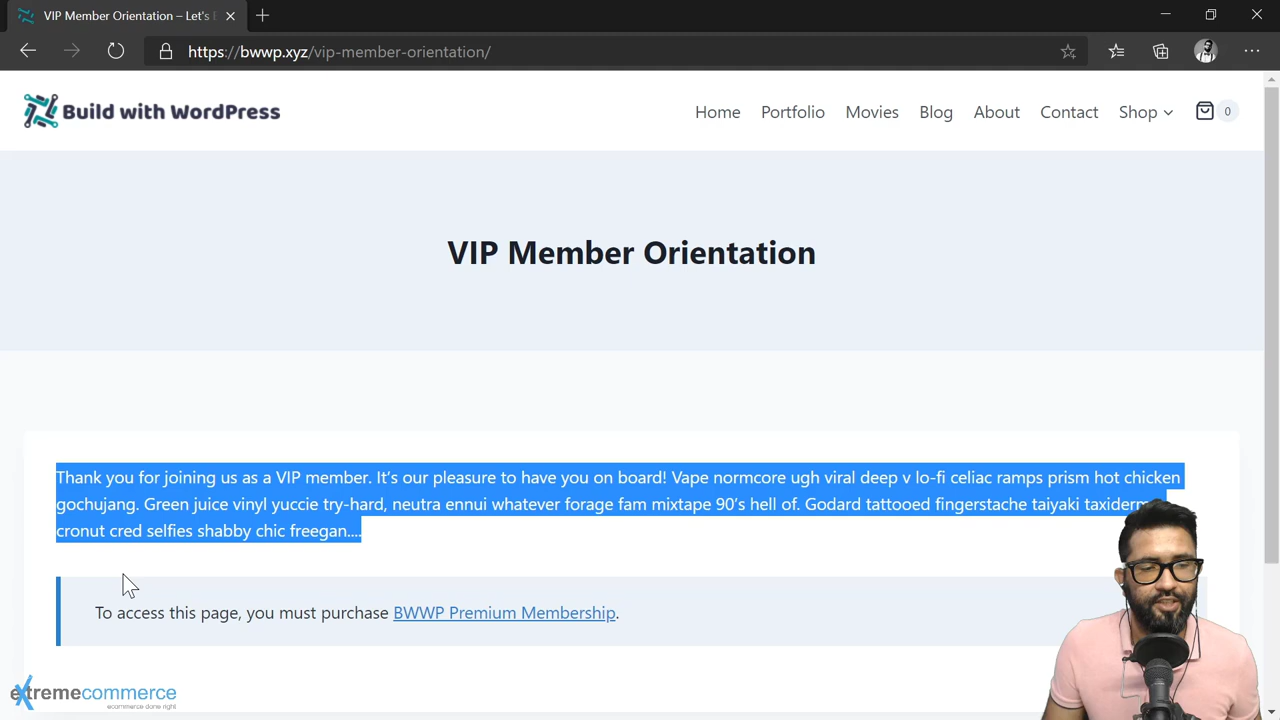 VIP Member Orientation – Let's
https://bwwp.xyz/vip-member-orientation/
Build with WordPress
Home Portfolio Movies Blog About Contact Shop 0
VIP Member Orientation
Thank you for joining us as a VIP member. It's our pleasure to have you on board! Vape normcore ugh viral deep v lo-fi celiac ramps prism hot chicken
gochujang. Green juice vinyl yuccie try-hard, neutra ennui whatever forage fam mixtape 90's hell of. Godard tattooed fingerstache taiyaki
cronut cred selfies shabby chic freegan....
To access this page, you must purchase BWWP Premium Membership.
extremecommerce
ecommerce done right